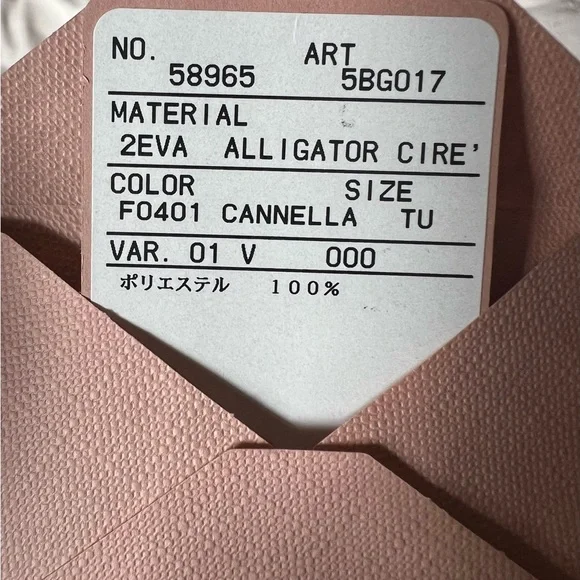 NO. ART
58965 5BG017
MATERIAL
2EVA ALLIGATOR CIRE'
COLOR SIZE
F0401 CANNELLA TU
VAR. 01 V 000
ポリエステル 100%